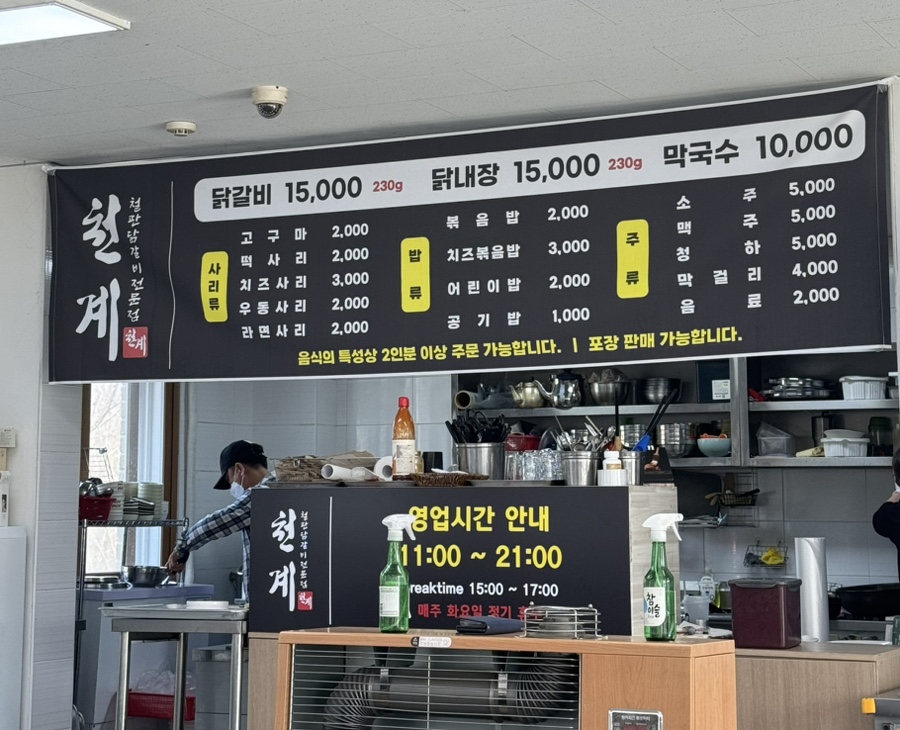 천계
철판닭갈비전문점
천계
닭갈비 15,000 230g
닭내장 15,000 230g
막국수 10,000
사리류
고구마 2,000
떡사리 2,000
치즈사리 3,000
우동사리 2,000
라면사리 2,000
밥류
볶음밥 2,000
치즈볶음밥 3,000
어린이밥 2,000
공기밥 1,000
주류
소주 5,000
맥주 5,000
청하 5,000
막걸리 4,000
음료 2,000
음식의 특성상 2인분 이상 주문 가능합니다. | 포장 판매 가능합니다.
천계
철판닭갈비전문점
천계
영업시간 안내
11:00 ~ 21:00
reaktime 15:00 ~ 17:00
매주 화요일 정기
참이슬